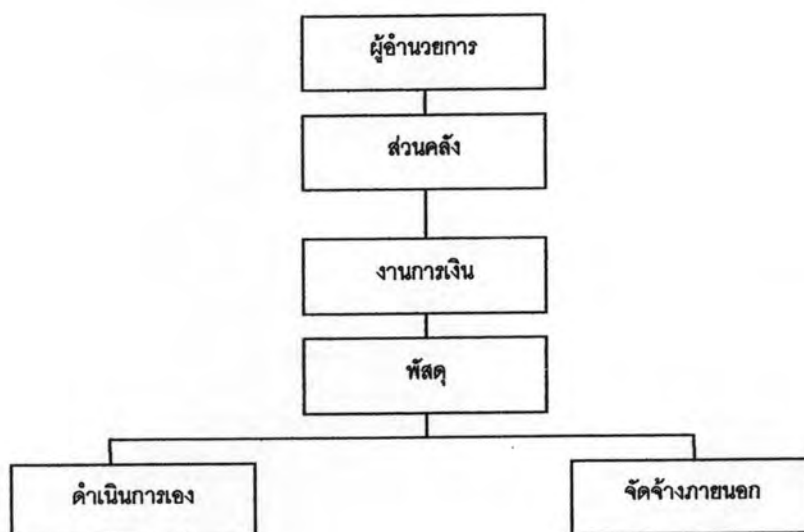 ผู้อำนวยการ
ส่วนคลัง
งานการเงิน
พัสดุ
ดำเนินการเอง
จัดจ้างภายนอก